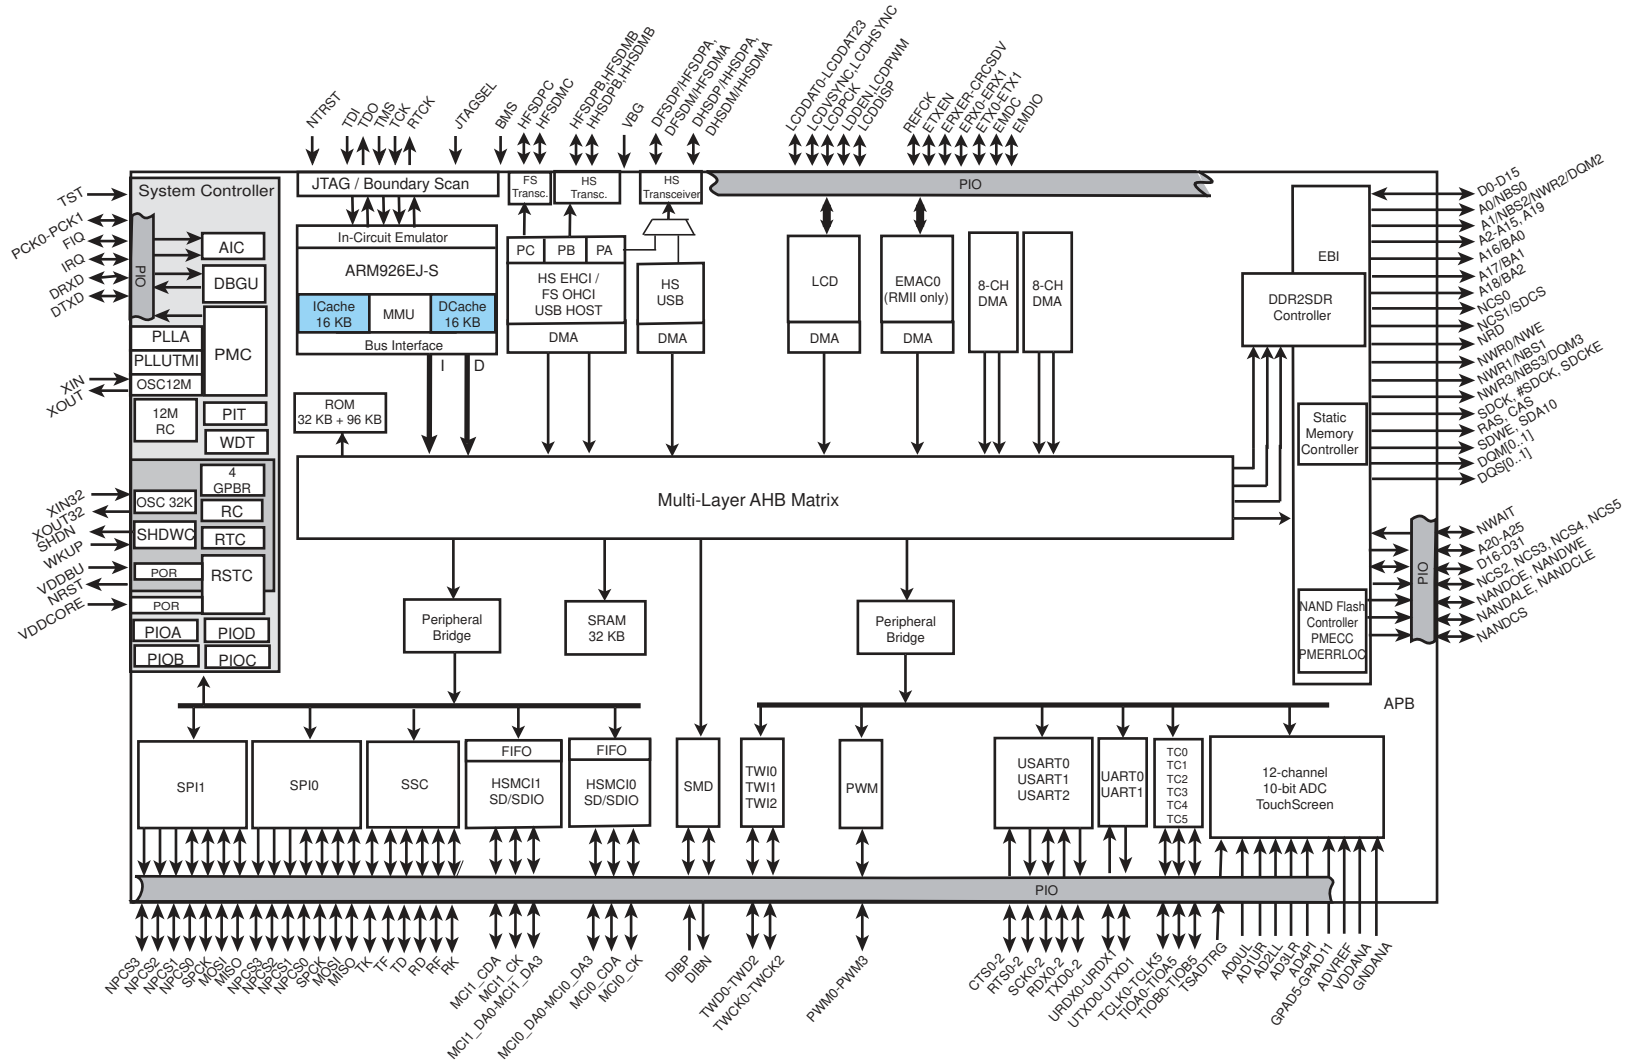 NTRST
TDI
TDO
TMS
TCK
RTCK
JTAGSEL
BMS
HFSDPC
HFSDMC
HFSDPB,HFSDMB
HHSDPB,HHSDMB
VBG
DFSDP/HFSDPA,
DFSDM/HFSDMA
DHSDP/HHSDPA,
DHSDM/HHSDMA
LCDDAT0-LCDDAT23
LCDVSYNC,LCDHSYNC
LCDPCK
LDDEN,LCDPWM
LCDDISP
REFCK
ETXEN
ERXER-CRCSDV
ERX0-ERX1
ETX0-ETX1
EMDC
EMDIO
TST
PCK0-PCK1
FIQ
IRQ
DRXD
DTXD
XIN
XOUT
XIN32
XOUT32
SHDN
WKUP
VDDBU
NRST
VDDCORE
System Controller
PIO
AIC
DBGU
PLLA
PLLUTMI
OSC12M
PMC
12M
RC
PIT
WDT
4
GPBR
OSC 32K
RC
SHDWC
RTC
POR
RSTC
POR
PIOA
PIOD
PIOB
PIOC
JTAG / Boundary Scan
In-Circuit Emulator
ARM926EJ-S
ICache
16 KB
MMU
DCache
16 KB
Bus Interface
I
D
ROM
32 KB + 96 KB
FS
Transc.
HS
Transc.
HS
Transceiver
PC
PB
PA
HS EHCI /
FS OHCI
USB HOST
DMA
HS
USB
DMA
PIO
LCD
DMA
EMAC0
(RMII only)
DMA
8-CH
DMA
8-CH
DMA
EBI
DDR2SDR
Controller
Static
Memory
Controller
NAND Flash
Controller
PMECC
PMERRLOC
PIO
D0-D15
A0/NBS0
A1/NBS2/NWR2/DQM2
A2-A15, A19
A16/BA0
A17/BA1
A18/BA2
NCS0
NCS1/SDCS
NRD
NWR0/NWE
NWR1/NBS1
NWR3/NBS3/DQM3
SDCK, #SDCK, SDCKE
RAS, CAS
SDWE, SDA10
DQM[0..1]
DQS[0..1]
NWAIT
A20-A25
D16-D31
NCS2, NCS3, NCS4, NCS5
NANDOE, NANDWE
NANDALE, NANDCLE
NANDCS
Multi-Layer AHB Matrix
Peripheral
Bridge
SRAM
32 KB
Peripheral
Bridge
APB
SPI1
SPI0
SSC
FIFO
HSMCI1
SD/SDIO
FIFO
HSMCI0
SD/SDIO
SMD
TWI0
TWI1
TWI2
PWM
USART0
USART1
USART2
UART0
UART1
TC0
TC1
TC2
TC3
TC4
TC5
12-channel
10-bit ADC
TouchScreen
PIO
NPCS3
NPCS2
NPCS1
NPCS0
SPCK
MOSI
MISO
NPCS3
NPCS2
NPCS1
NPCS0
SPCK
MOSI
MISO
TK
TF
TD
RD
RF
RK
MCI1_CDA
MCI1_CK
MCI1_DA0-MCI1_DA3
MCI0_DA0-MCI0_DA3
MCI0_CDA
MCI0_CK
DIBP
DIBN
TWD0-TWD2
TWCK0-TWCK2
PWM0-PWM3
CTS0-2
RTS0-2
SCK0-2
RDX0-2
TXD0-2
URDX0-URDX1
UTXD0-UTXD1
TCLK0-TCLK5
TIOA0-TIOA5
TIOB0-TIOB5
TSADTRG
AD0UL
AD1UR
AD2LL
AD3LR
AD4PI
GPAD5-GPAD11
ADVREF
VDDANA
GNDANA